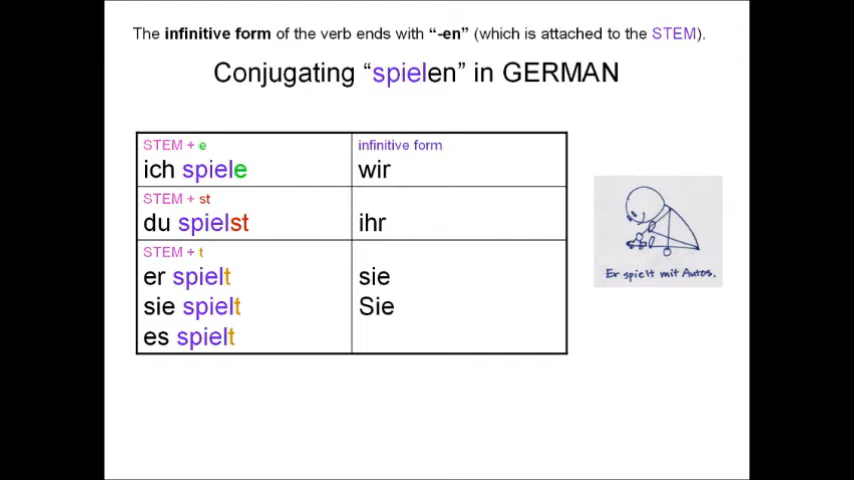 The infinitive form of the verb ends with “-en” (which is attached to the STEM).
Conjugating “spielen” in GERMAN
STEM + e
ich spiele
infinitive form
wir
STEM + st
du spielst
ihr
STEM + t
er spielt
sie spielt
es spielt
sie
Sie
Er spielt mit Autos.